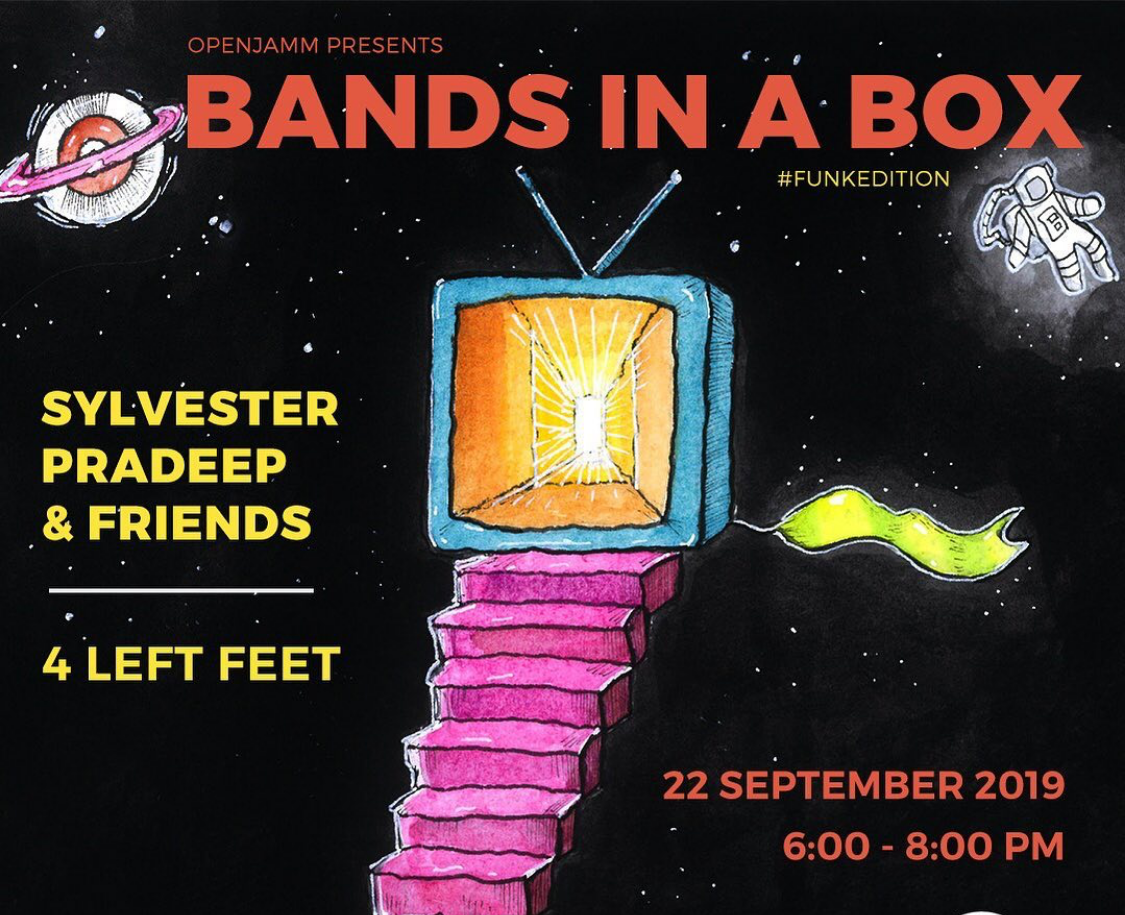 OPENJAMM PRESENTS
BANDS IN A BOX
#FUNKEDITION
SYLVESTER
PRADEEP
& FRIENDS
4 LEFT FEET
22 SEPTEMBER 2019
6:00 - 8:00 PM